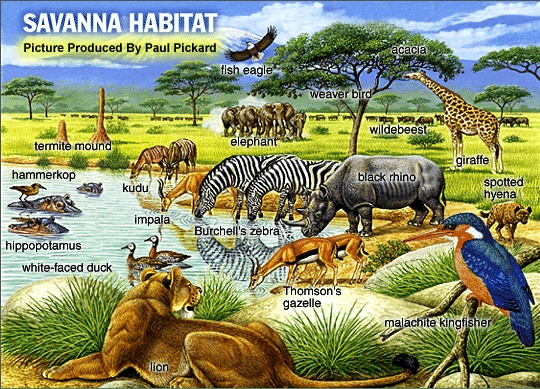 SAVANNA HABITAT
Picture Produced By Paul Pickard
fish eagle
acacia
weaver bird
wildebeest
elephant
termite mound
giraffe
hammerkop
kudu
black rhino
spotted
hyena
impala
Burchell's zebra
hippopotamus
white-faced duck
Thomson's
gazelle
malachite kingfisher
lion